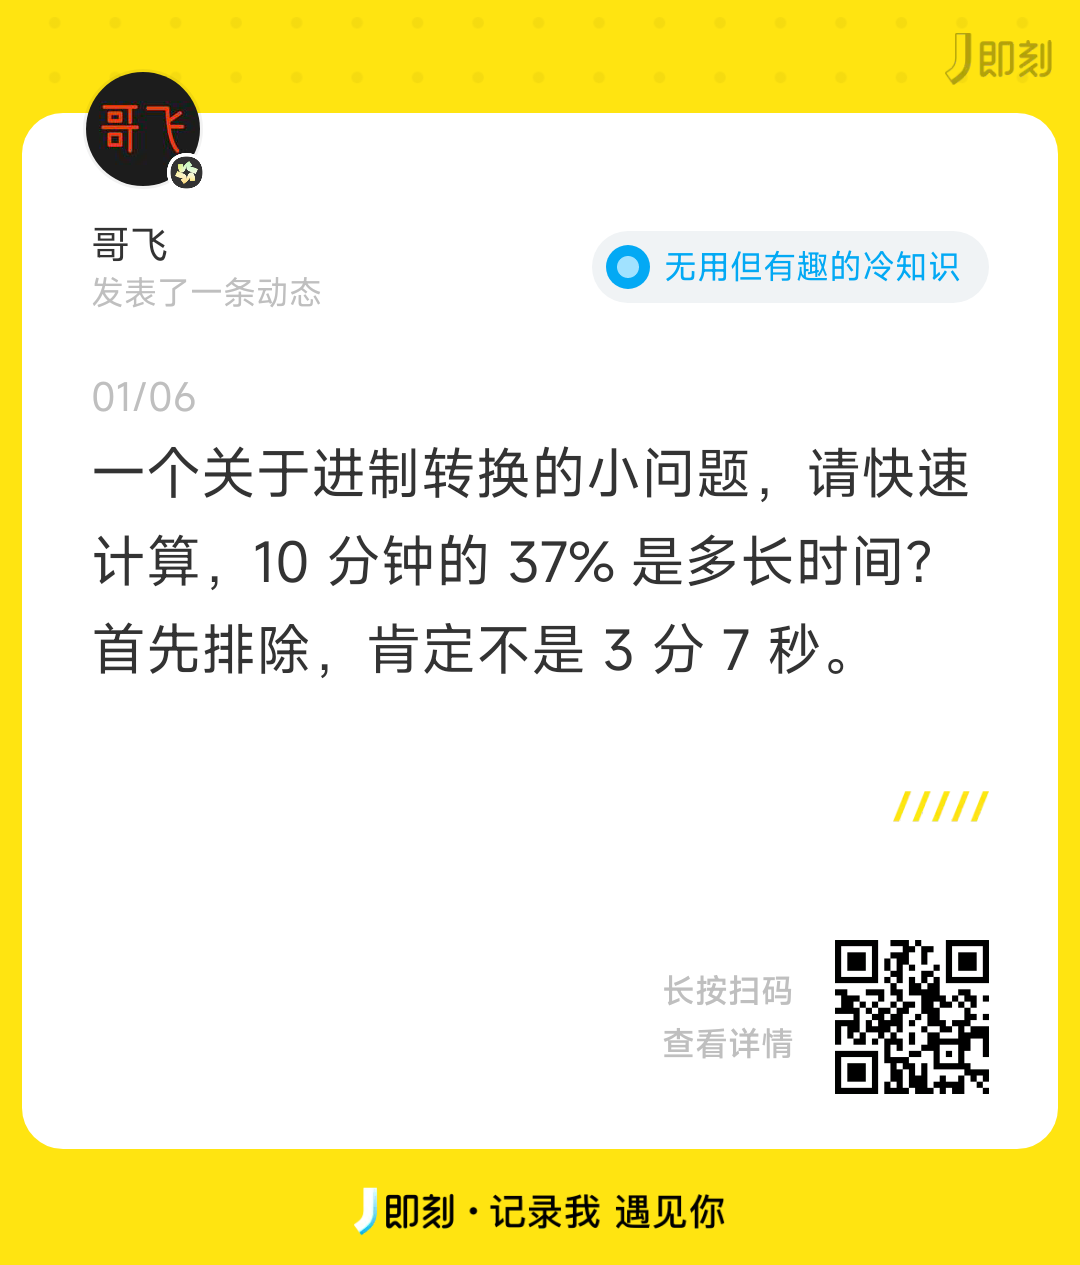 即刻
哥飞
哥飞
发表了一条动态
无用但有趣的冷知识
01/06
一个关于进制转换的小问题，请快速
计算，10 分钟的 37% 是多长时间？
首先排除，肯定不是 3 分 7 秒。
长按扫码
查看详情
即刻·记录我 遇见你